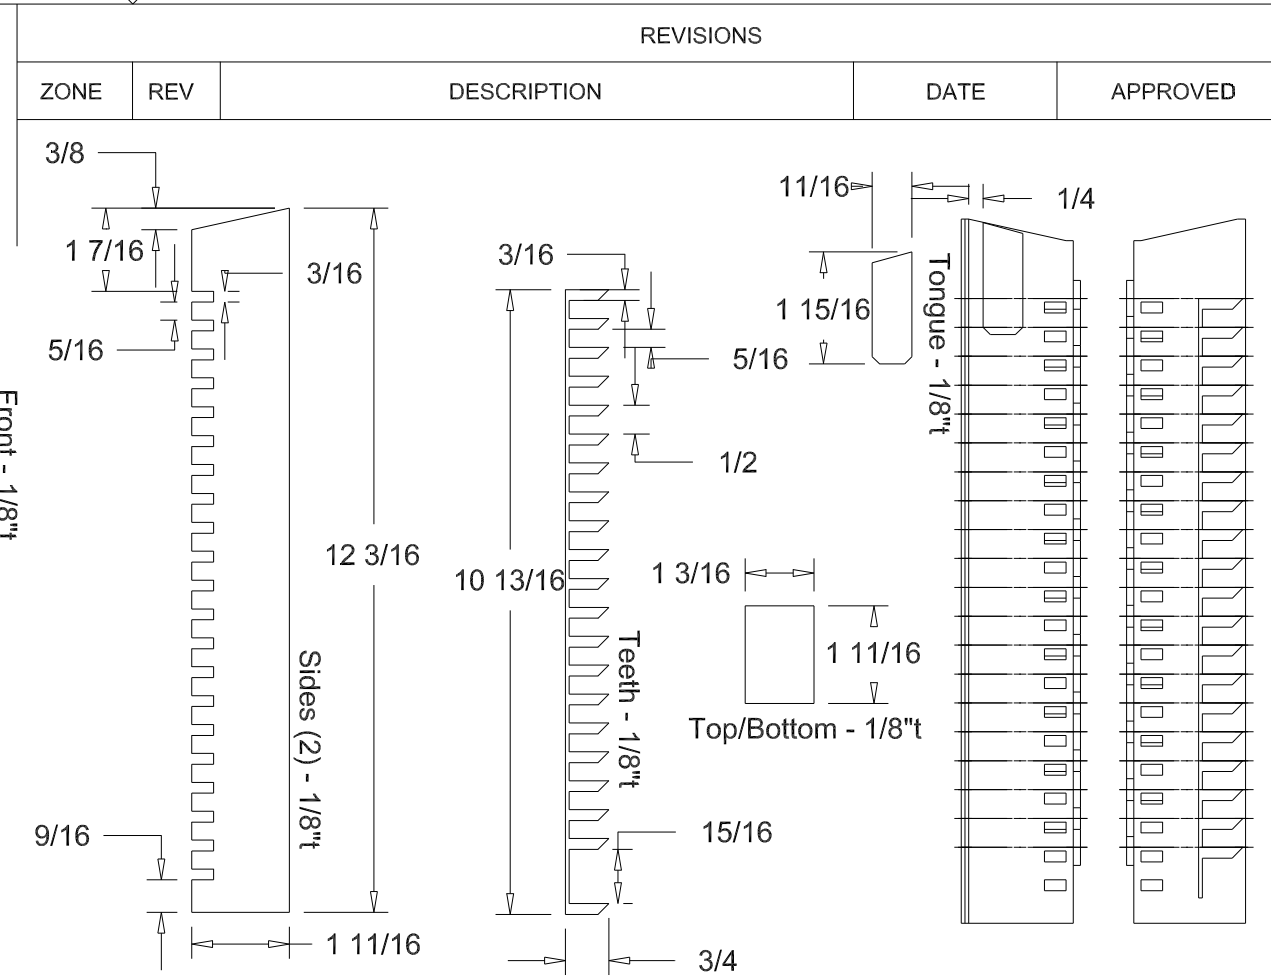 REVISIONS
ZONE REV DESCRIPTION DATE APPROVED
3/8
1 7/16
3/16
5/16
12 3/16
Sides (2) - 1/8"t
9/16
1 11/16
Front - 1/8"t
3/16
5/16
1/2
10 13/16
Teeth - 1/8"t
15/16
3/4
11/16
1/4
1 15/16
Tongue - 1/8"t
1 3/16
1 11/16
Top/Bottom - 1/8"t